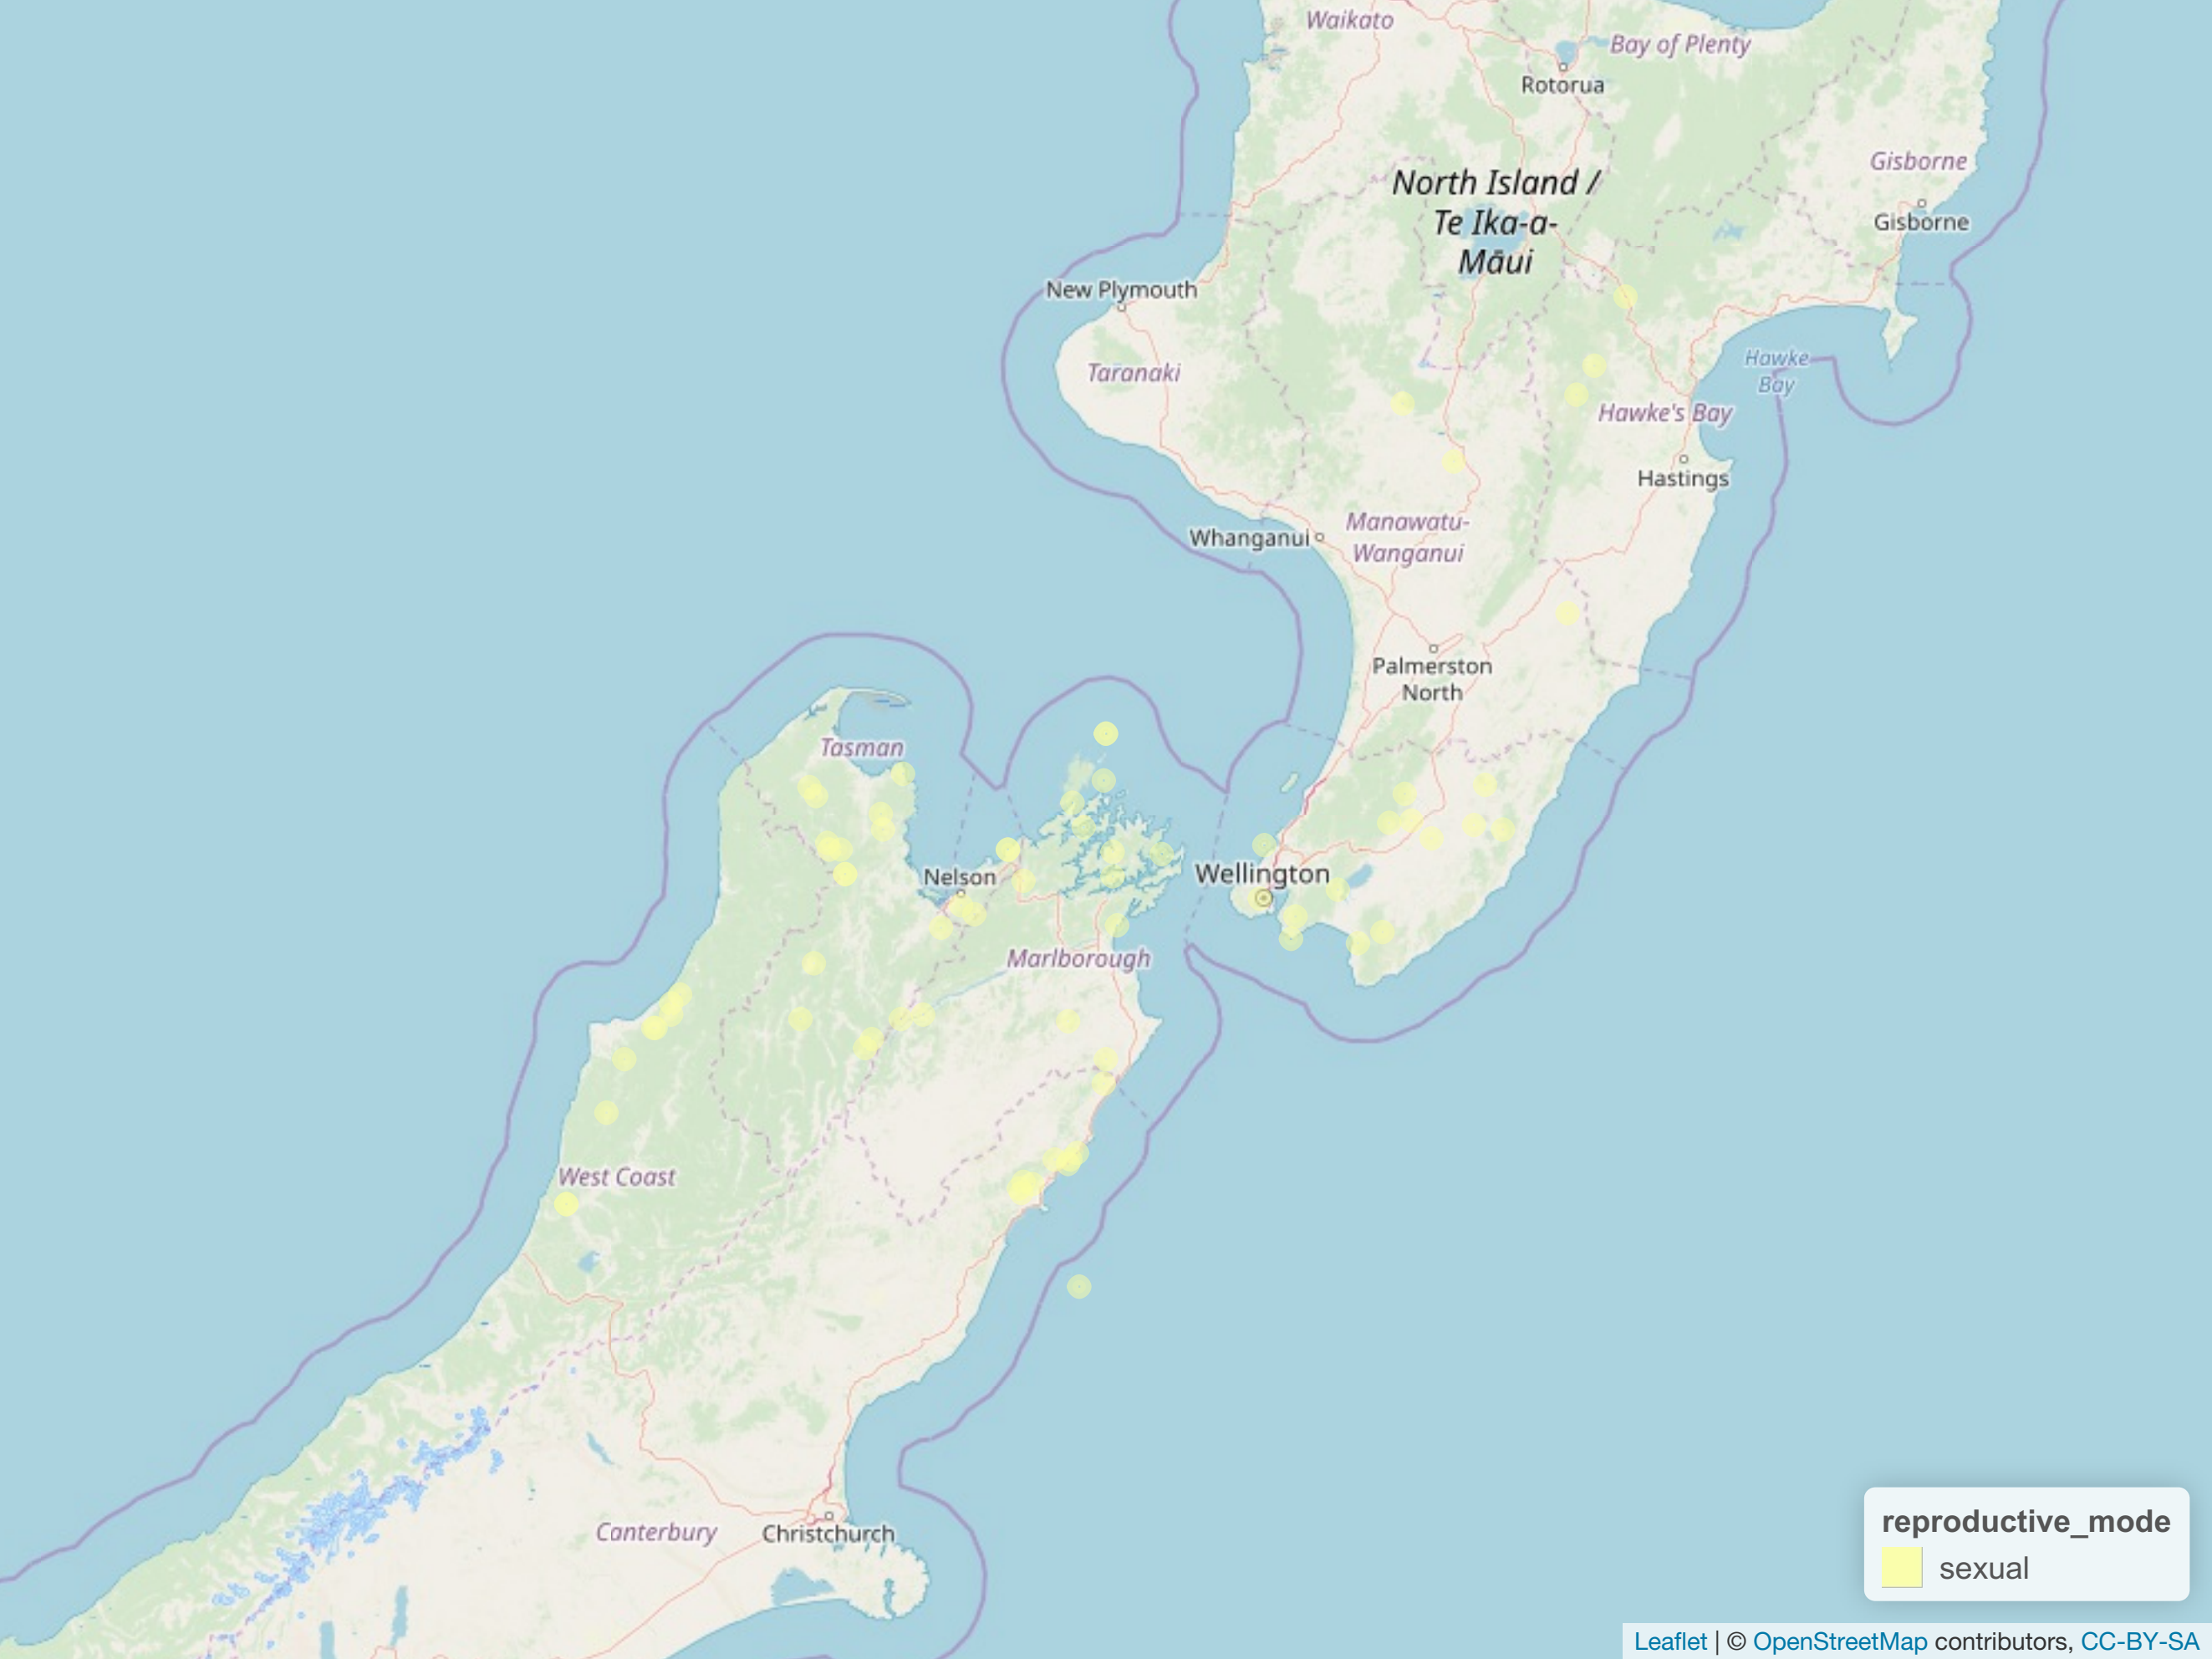 Waikato
Bay of Plenty
Rotorua
Gisborne
North Island /
Te Ika-a-
Māui
Gisborne
New Plymouth
Hawke
Bay
Taranaki
Hawke's Bay
Hastings
Manawatu-
Wanganui
Whanganui
Palmerston
North
Tasman
Nelson
Wellington
Marlborough
West Coast
Canterbury
Christchurch
reproductive_mode
sexual
Leaflet | © OpenStreetMap contributors, CC-BY-SA